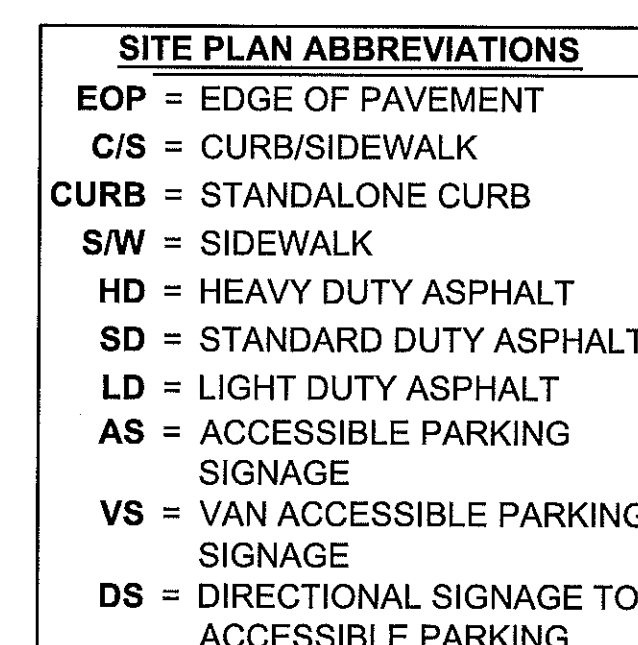 SITE PLAN ABBREVIATIONS
EOP = EDGE OF PAVEMENT
C/S = CURB/SIDEWALK
CURB = STANDALONE CURB
S/W = SIDEWALK
HD = HEAVY DUTY ASPHALT
SD = STANDARD DUTY ASPHALT
LD = LIGHT DUTY ASPHALT
AS = ACCESSIBLE PARKING
SIGNAGE
VS = VAN ACCESSIBLE PARKING
SIGNAGE
DS = DIRECTIONAL SIGNAGE TO
ACCESSIBLE PARKING